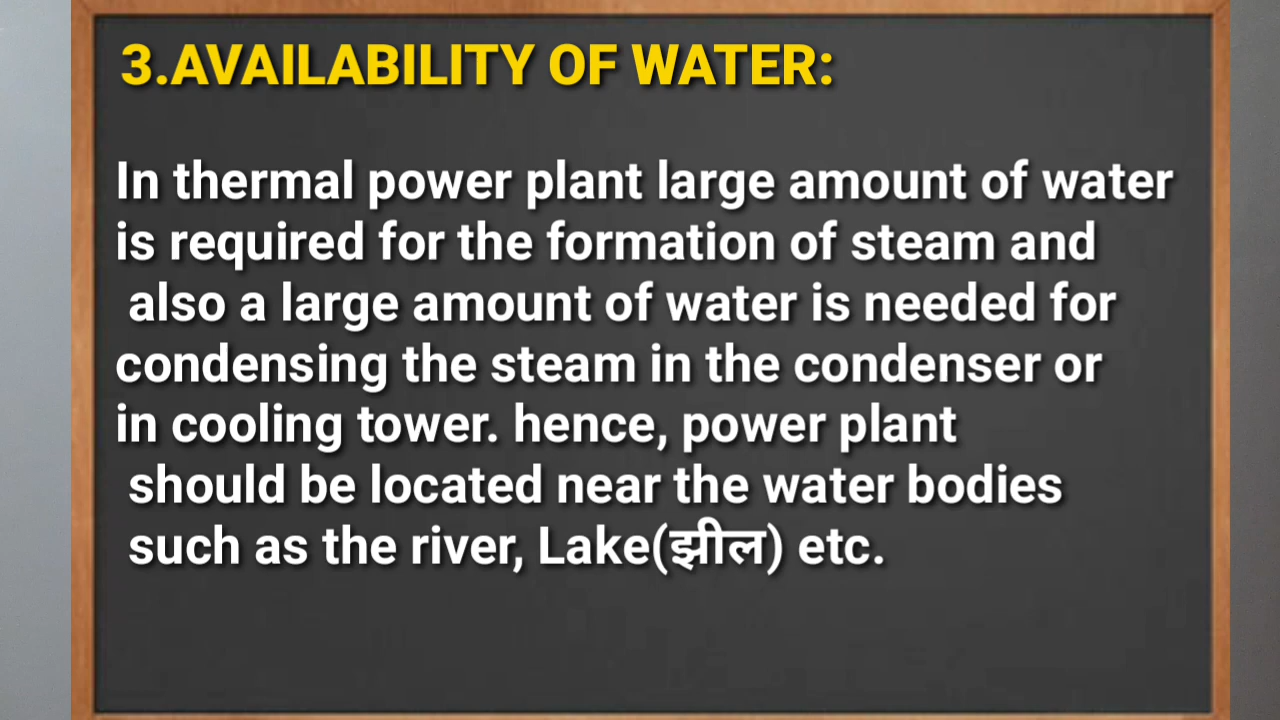 3.AVAILABILITY OF WATER:
In thermal power plant large amount of water
is required for the formation of steam and
also a large amount of water is needed for
condensing the steam in the condenser or
in cooling tower. hence, power plant
should be located near the water bodies
such as the river, Lake(झील) etc.